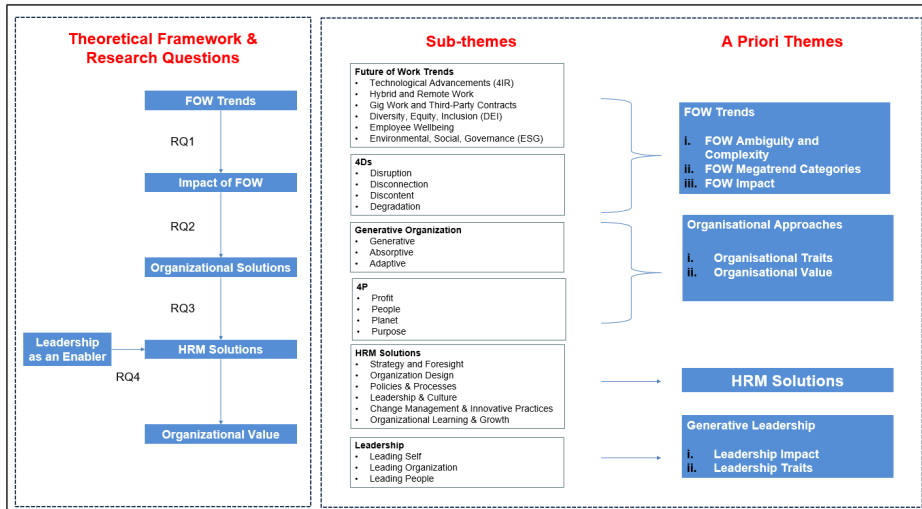 Theoretical Framework &
Research Questions
FOW Trends
RQ1
Impact of FOW
RQ2
Organizational Solutions
RQ3
Leadership
as an Enabler
HRM Solutions
RQ4
Organizational Value
Sub-themes
Future of Work Trends
• Technological Advancements (4IR)
• Hybrid and Remote Work
• Gig Work and Third-Party Contracts
• Diversity, Equity, Inclusion (DEI)
• Employee Wellbeing
• Environmental, Social, Governance (ESG)
4Ds
• Disruption
• Disconnection
• Discontent
• Degradation
Generative Organization
• Generative
• Absorptive
• Adaptive
4P
• Profit
• People
• Planet
• Purpose
HRM Solutions
• Strategy and Foresight
• Organization Design
• Policies & Processes
• Leadership & Culture
• Change Management & Innovative Practices
• Organizational Learning & Growth
Leadership
• Leading Self
• Leading Organization
• Leading People
A Priori Themes
FOW Trends
i. FOW Ambiguity and
Complexity
ii. FOW Megatrend Categories
iii. FOW Impact
Organisational Approaches
i. Organisational Traits
ii. Organisational Value
HRM Solutions
Generative Leadership
i. Leadership Impact
ii. Leadership Traits